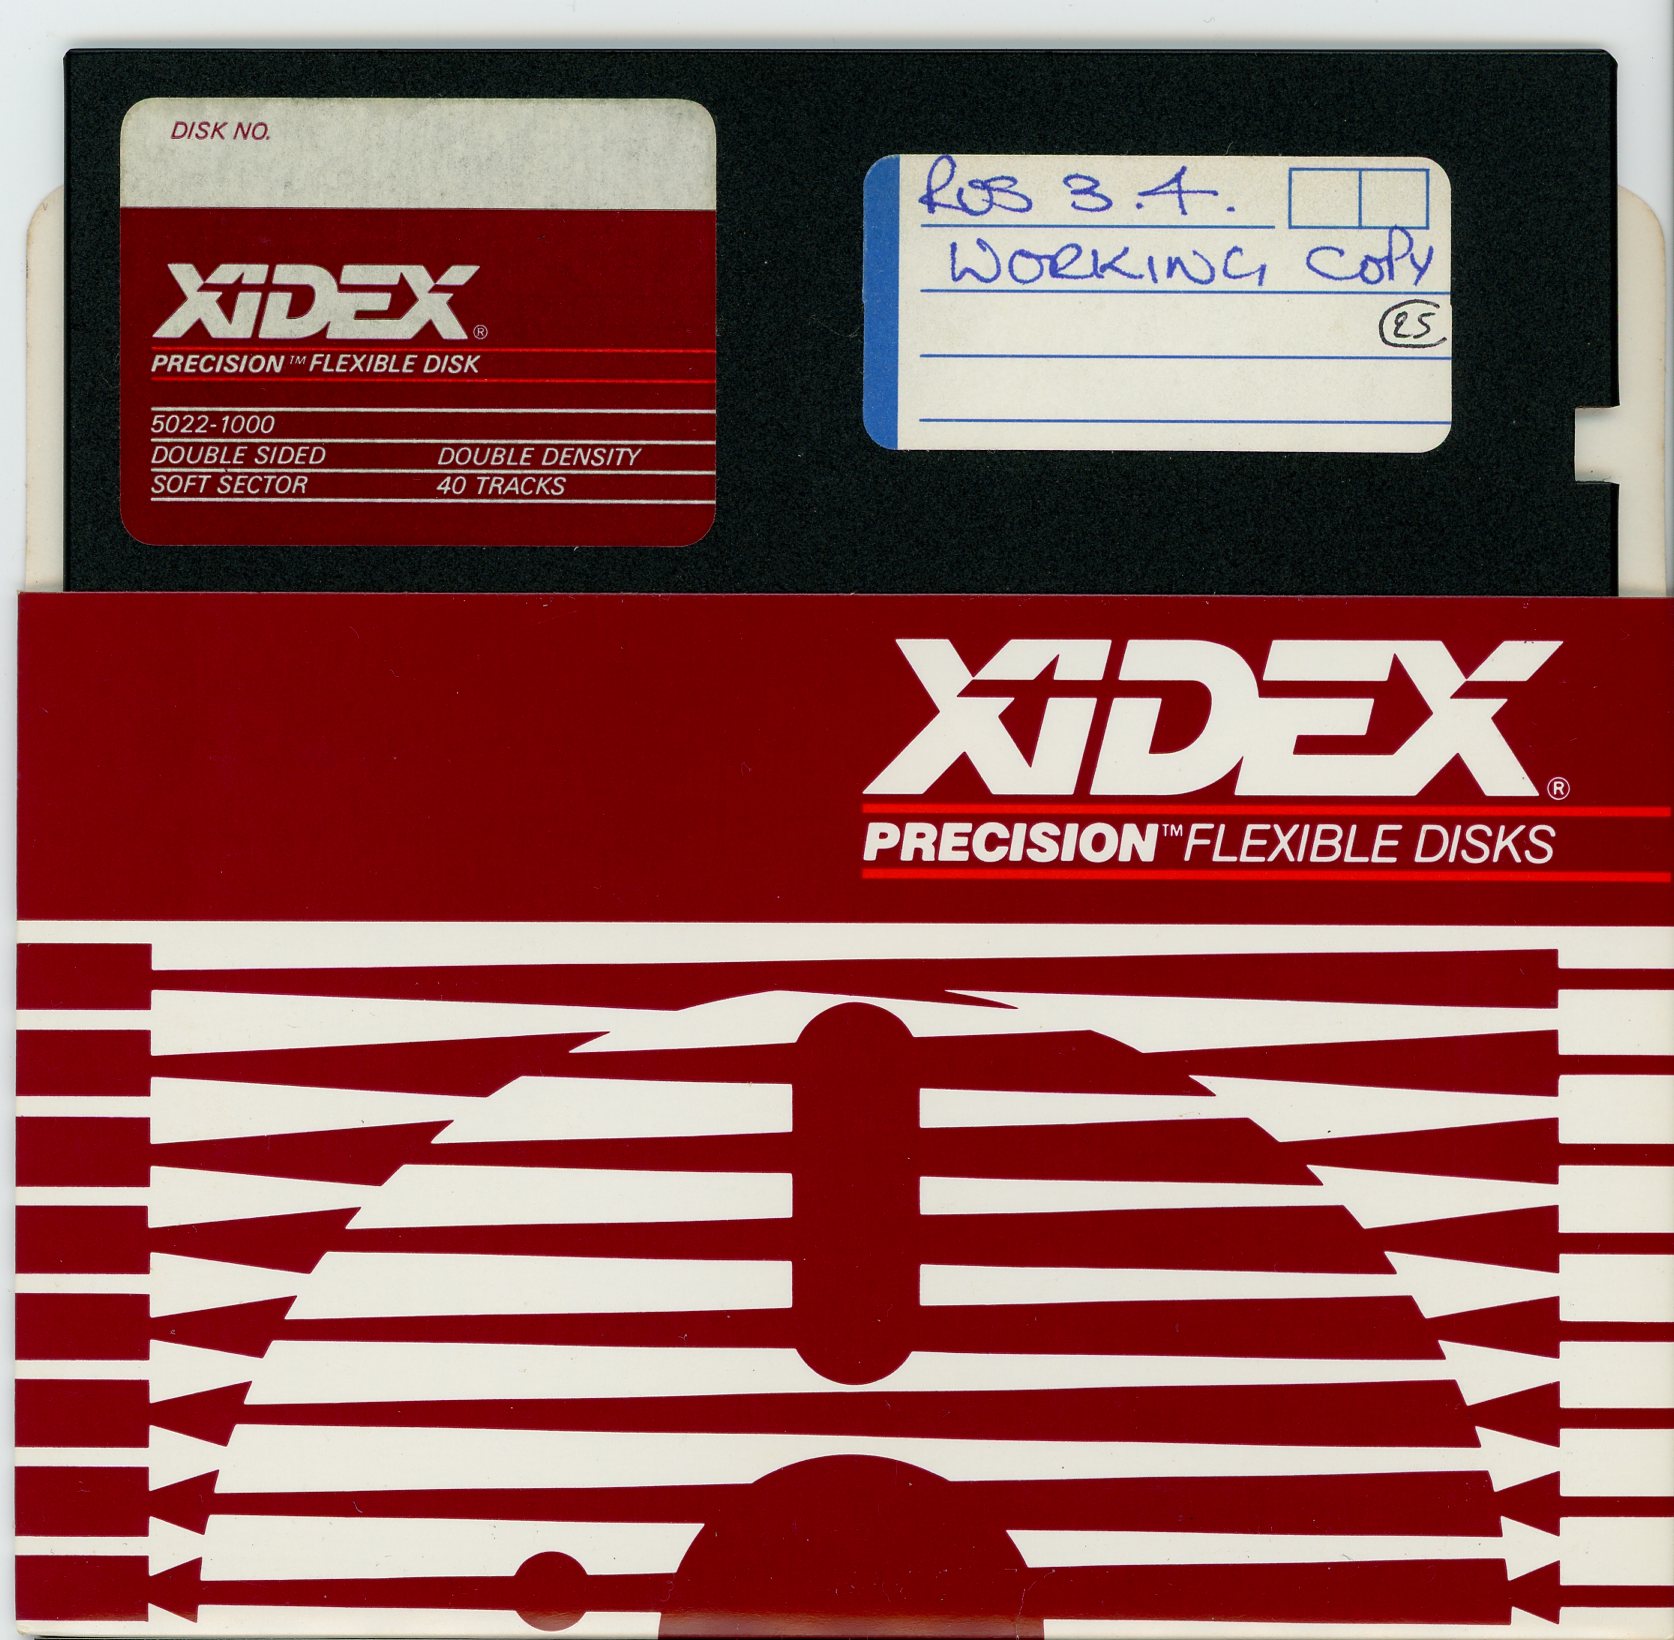 DISK NO.
XIDEX®
PRECISION™ FLEXIBLE DISK
5022-1000
DOUBLE SIDED DOUBLE DENSITY
SOFT SECTOR 40 TRACKS
ROS 3.4.
WORKING COPY
25
XIDEX®
PRECISION™ FLEXIBLE DISKS